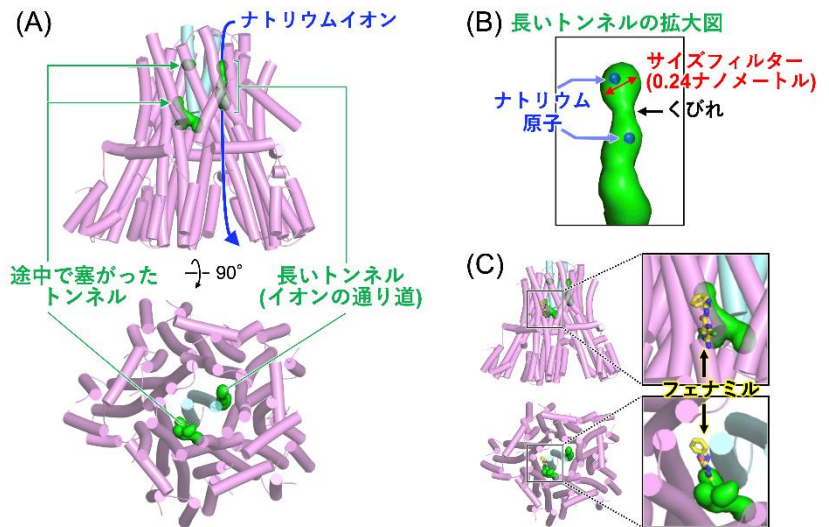 (A)
ナトリウムイオン
途中で塞がった
トンネル
90°
長いトンネル
(イオンの通り道)
(B) 長いトンネルの拡大図
サイズフィルター
(0.24ナノメートル)
ナトリウム
原子
くびれ
(C)
フェナミル